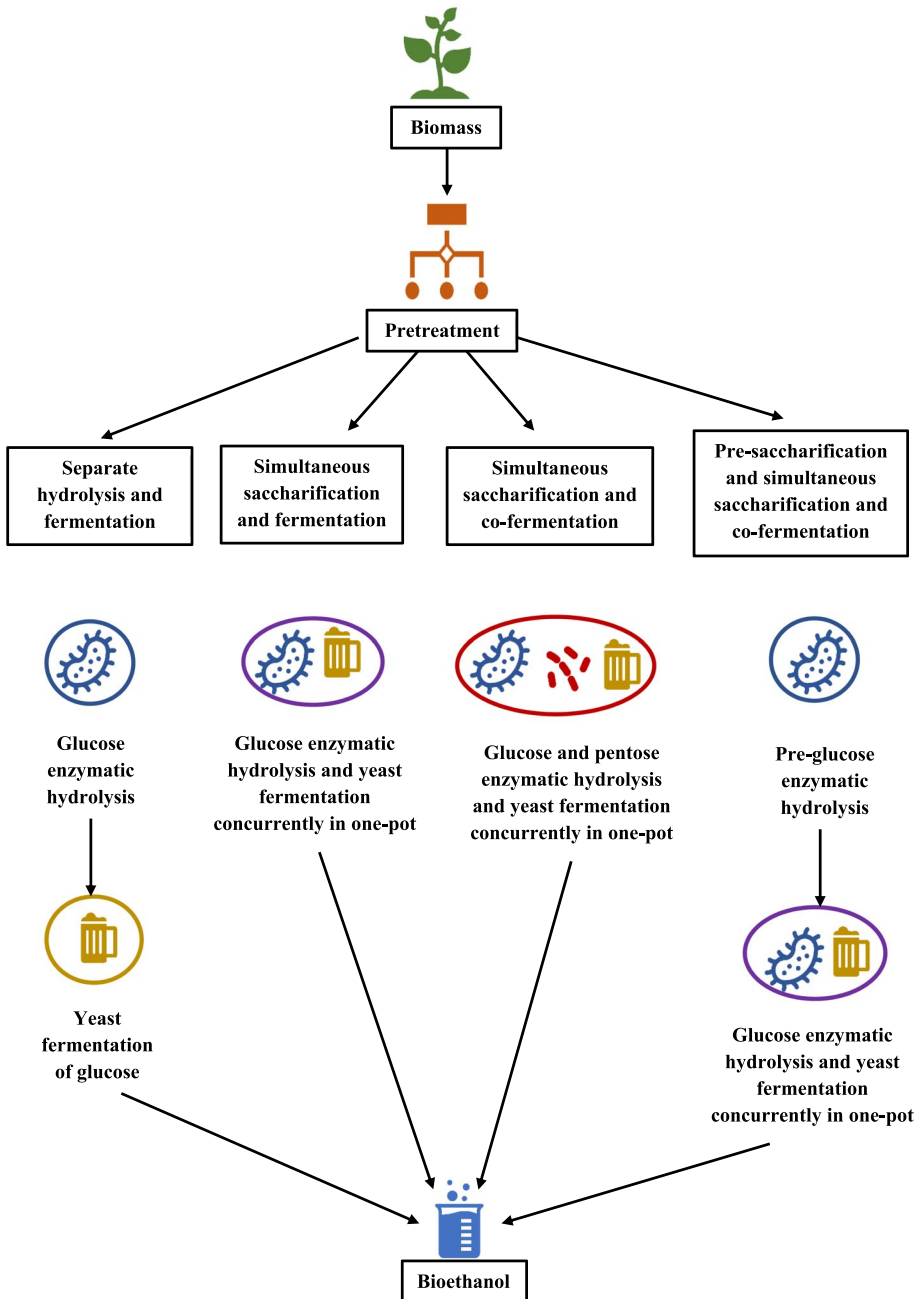 Biomass
Pretreatment
Separate
hydrolysis and
fermentation
Simultaneous
saccharification
and fermentation
Simultaneous
saccharification and
co-fermentation
Pre-saccharification
and simultaneous
saccharification and
co-fermentation
Glucose
enzymatic
hydrolysis
Glucose enzymatic
hydrolysis and yeast
fermentation
concurrently in one-pot
Glucose and pentose
enzymatic hydrolysis
and yeast fermentation
concurrently in one-pot
Pre-glucose
enzymatic
hydrolysis
Yeast
fermentation
of glucose
Glucose enzymatic
hydrolysis and yeast
fermentation
concurrently in one-pot
Bioethanol